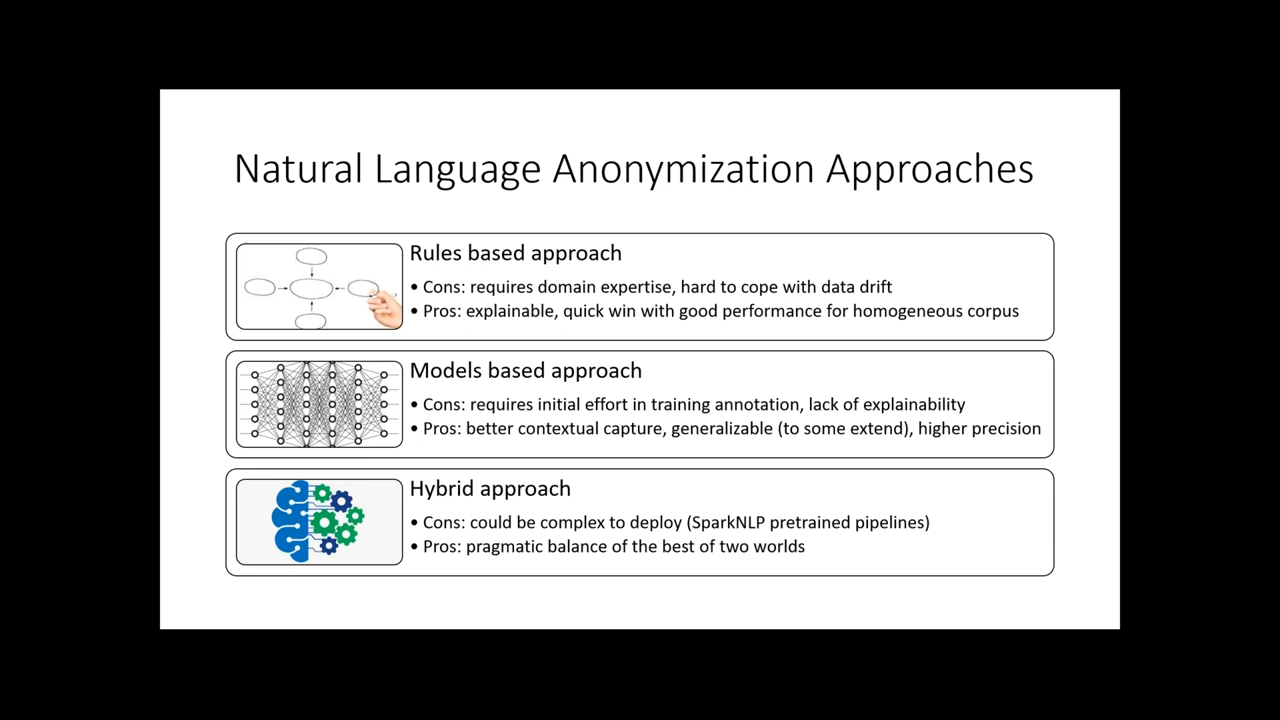 Natural Language Anonymization Approaches
Rules based approach
• Cons: requires domain expertise, hard to cope with data drift
• Pros: explainable, quick win with good performance for homogeneous corpus
Models based approach
• Cons: requires initial effort in training annotation, lack of explainability
• Pros: better contextual capture, generalizable (to some extend), higher precision
Hybrid approach
• Cons: could be complex to deploy (SparkNLP pretrained pipelines)
• Pros: pragmatic balance of the best of two worlds